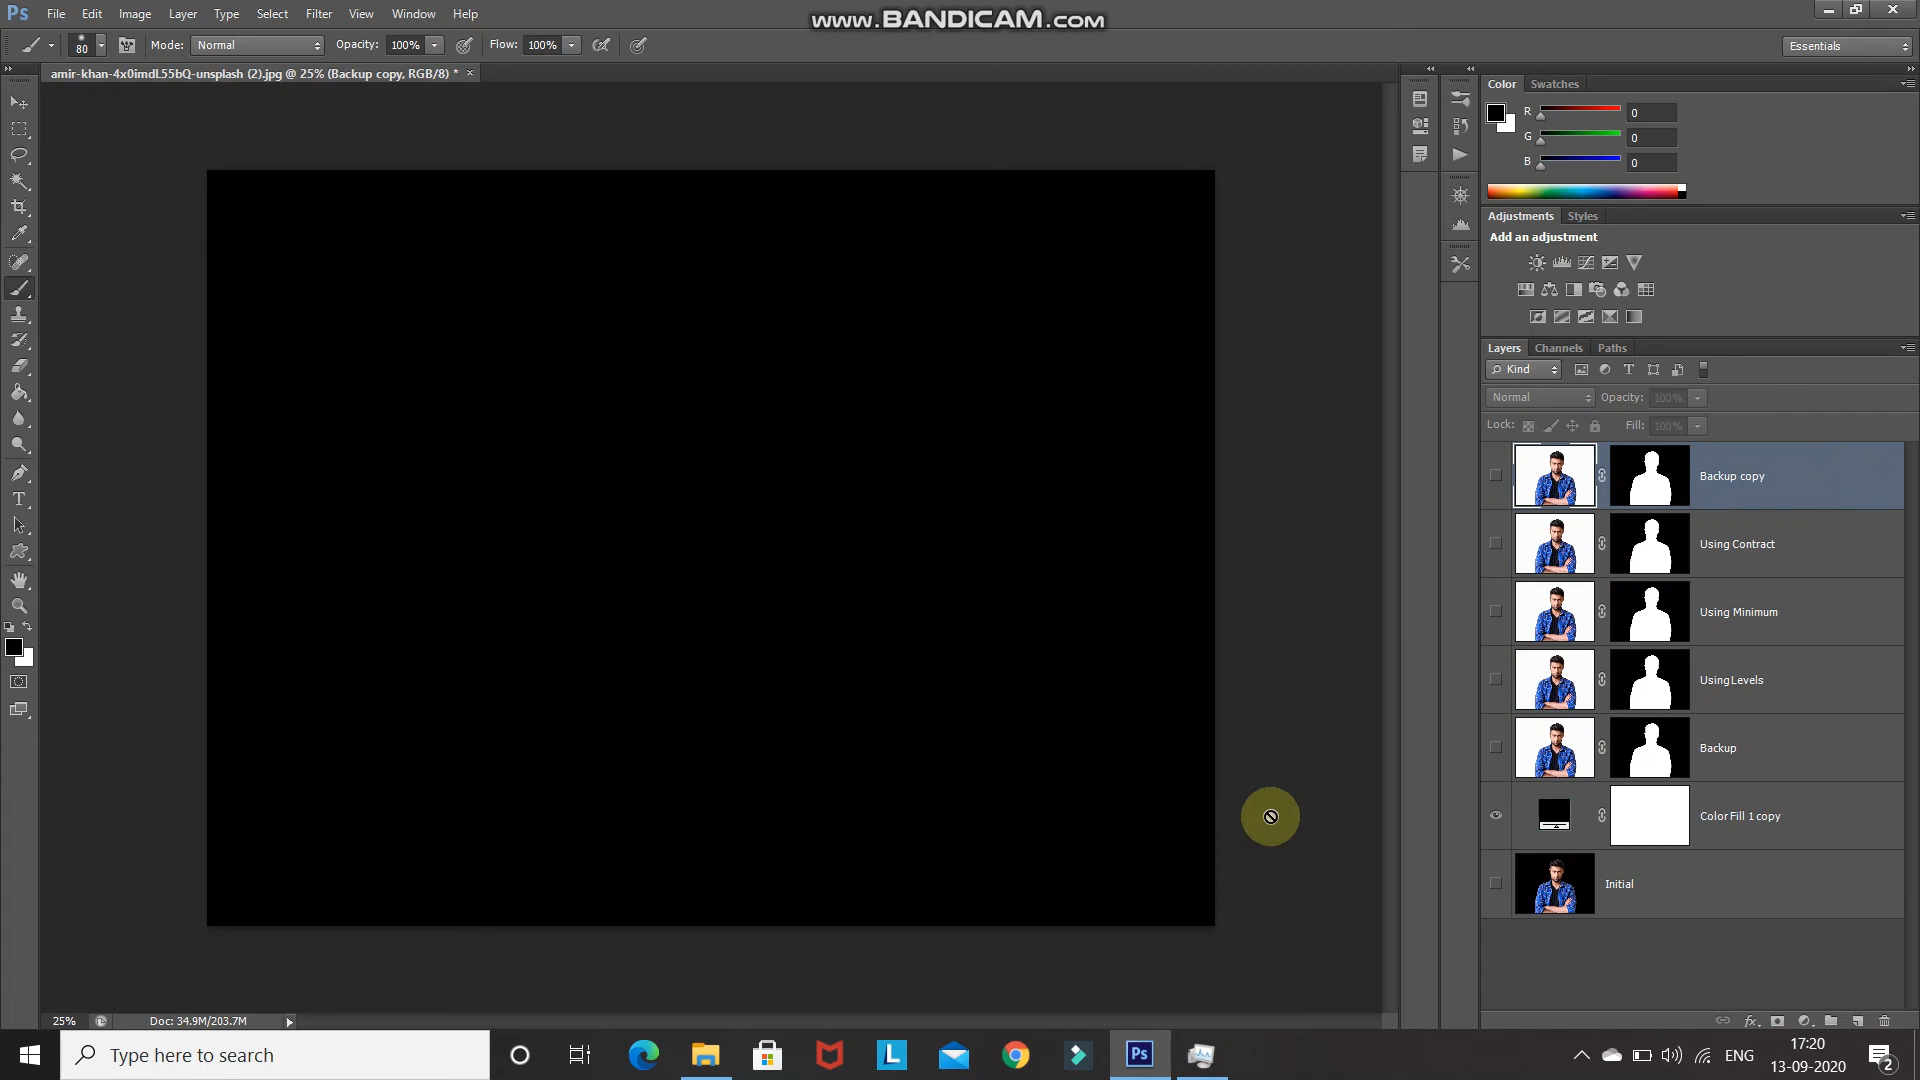 Ps File Edit Image Layer Type Select Filter View Window Help
www.BANDICAM.com
80 Mode: Normal Opacity: 100% Flow: 100% Essentials
amir-khan-4x0imdL55bQ-unsplash (2).jpg @ 25% (Backup copy, RGB/8) * ×
Color Swatches
R 0
G 0
B 0
Adjustments Styles
Add an adjustment
Layers Channels Paths
Kind
Normal Opacity: 100%
Lock: Fill: 100%
Backup copy
Using Contract
Using Minimum
Using Levels
Backup
Color Fill 1 copy
Initial
25% Doc: 34.9M/203.7M
Type here to search
L
Ps
ENG
17:20
13-09-2020
2